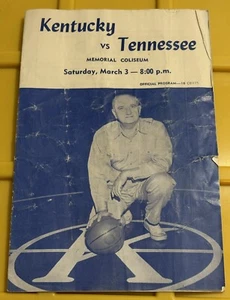 Kentucky
vs Tennessee
MEMORIAL COLISEUM
Saturday, March 3 — 8:00 p.m.
OFFICIAL PROGRAM
K